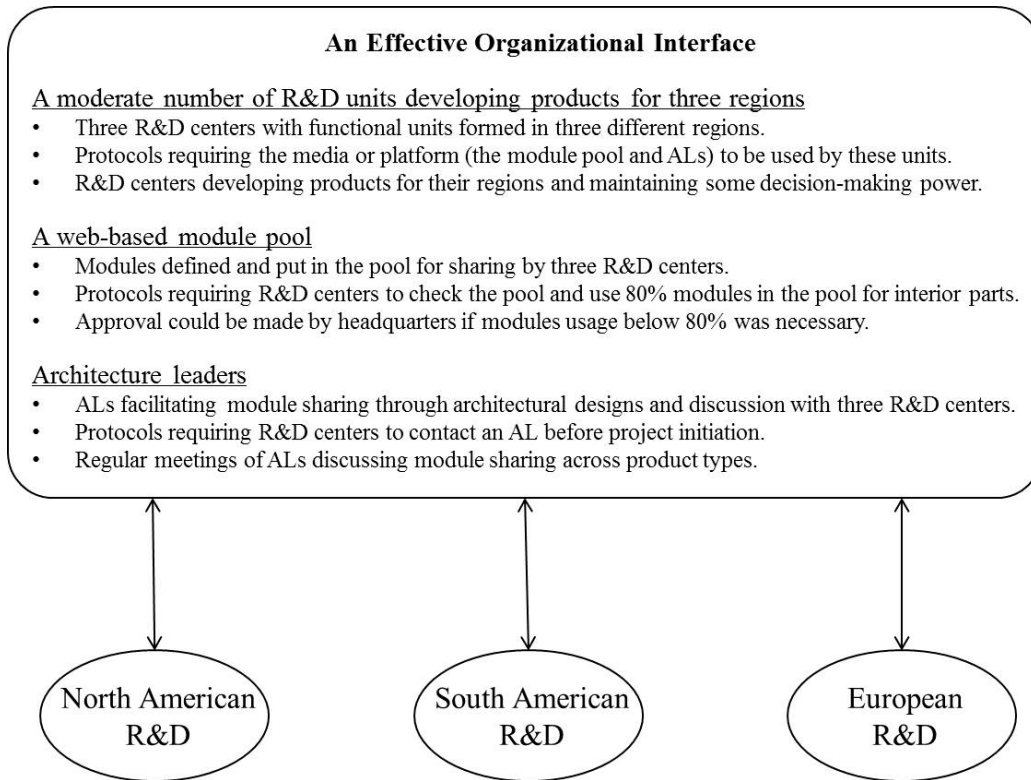 An Effective Organizational Interface
A moderate number of R&D units developing products for three regions
• Three R&D centers with functional units formed in three different regions.
• Protocols requiring the media or platform (the module pool and ALs) to be used by these units.
• R&D centers developing products for their regions and maintaining some decision-making power.
A web-based module pool
• Modules defined and put in the pool for sharing by three R&D centers.
• Protocols requiring R&D centers to check the pool and use 80% modules in the pool for interior parts.
• Approval could be made by headquarters if modules usage below 80% was necessary.
Architecture leaders
• ALs facilitating module sharing through architectural designs and discussion with three R&D centers.
• Protocols requiring R&D centers to contact an AL before project initiation.
• Regular meetings of ALs discussing module sharing across product types.
North American
R&D
South American
R&D
European
R&D